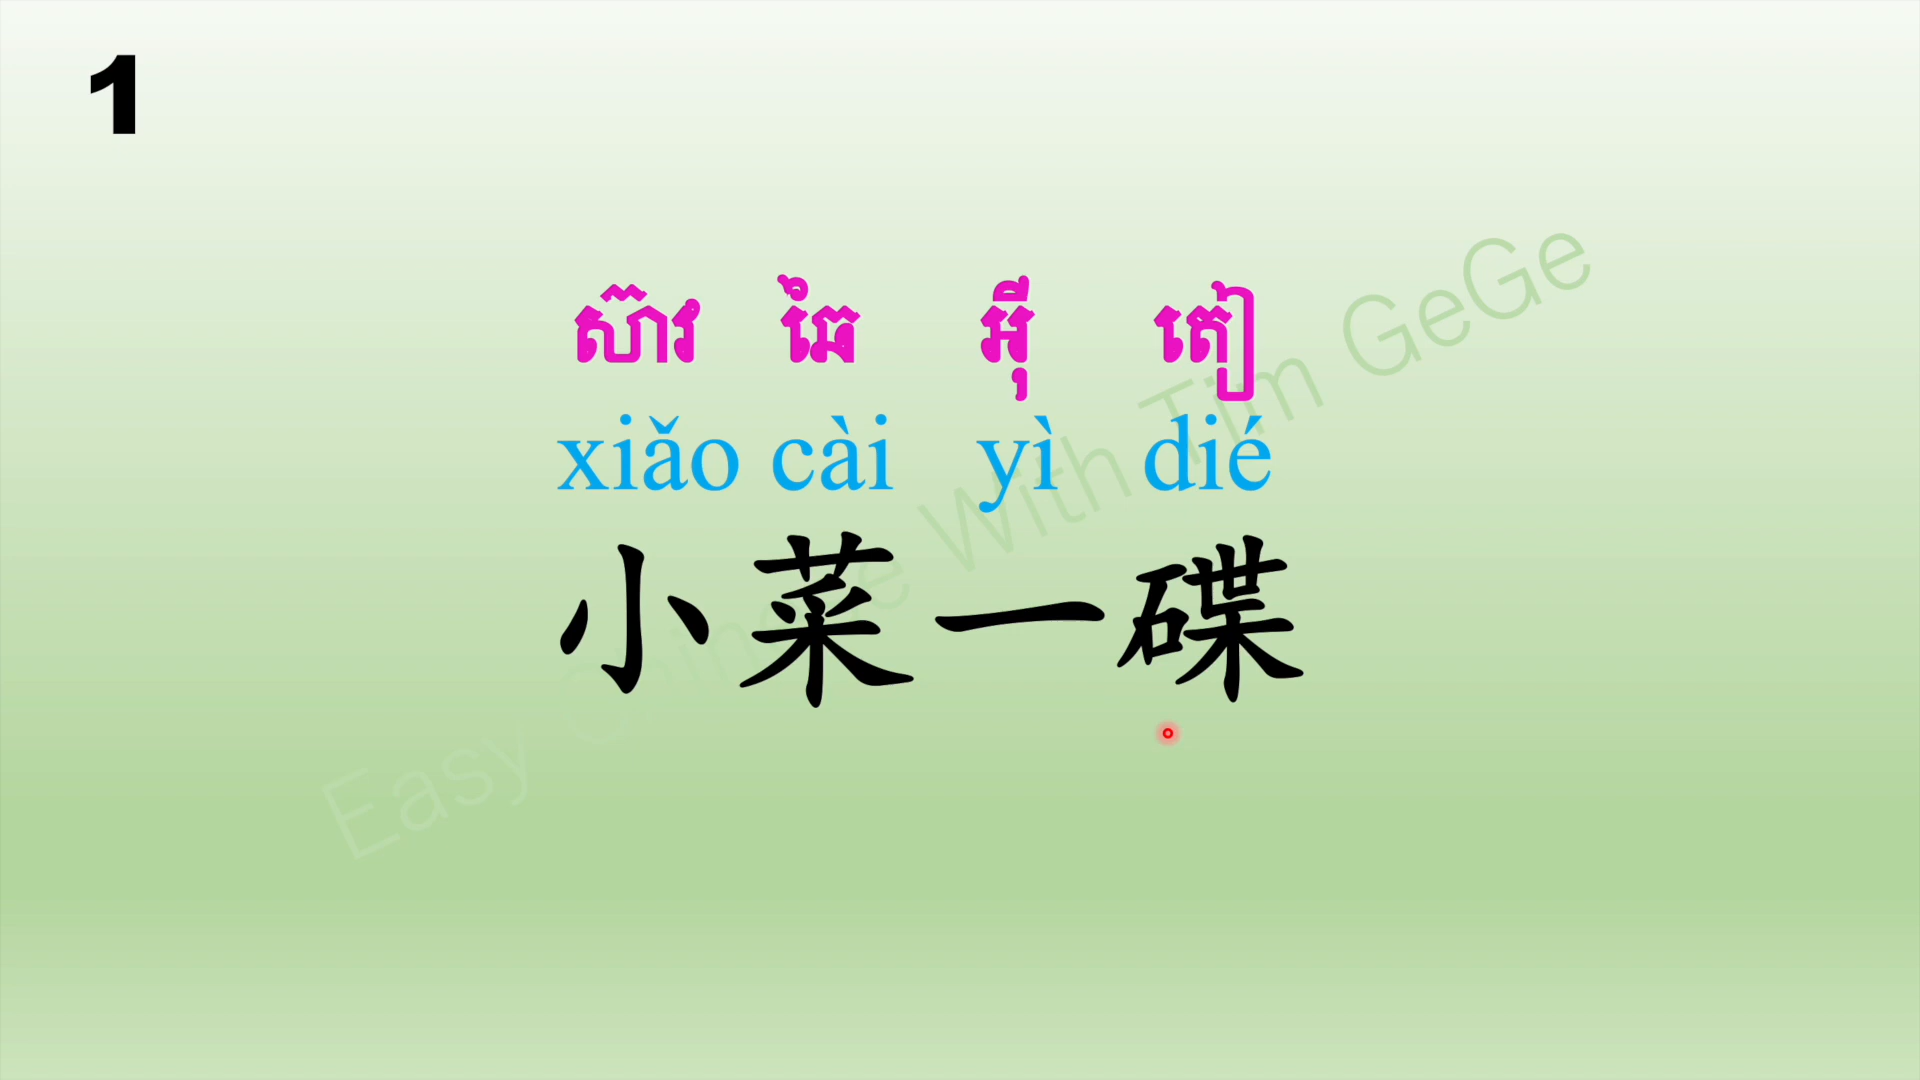 1
ស៊ាវ ឆៃ អ៊ី តៀ
xiǎo cài yì dié
小菜一碟
Easy Chinese With Tim GeGe